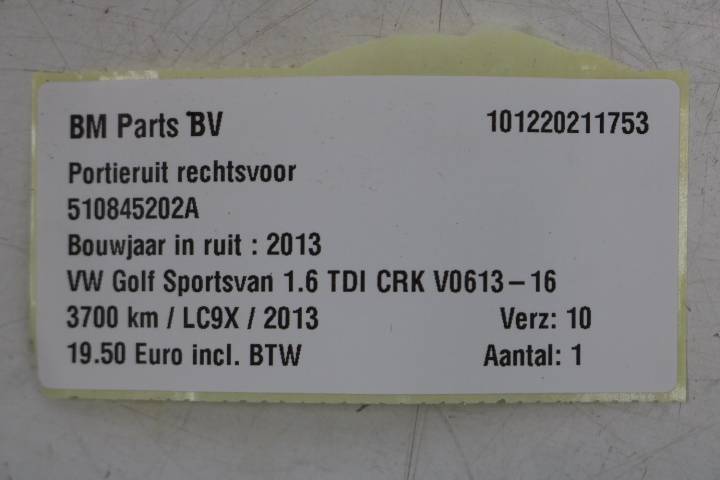 BM Parts BV 101220211753
Portieruit rechtsvoor
510845202A
Bouwjaar in ruit : 2013
VW Golf Sportsvan 1.6 TDI CRK V0613-16
3700 km / LC9X / 2013 Verz: 10
19.50 Euro incl. BTW Aantal: 1